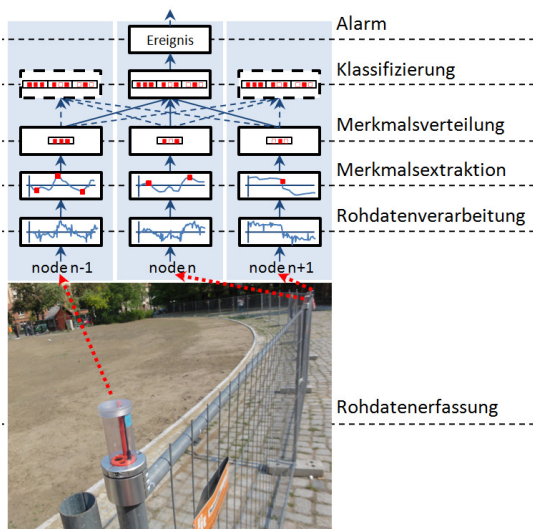 Alarm
Ereignis
Klassifizierung
Merkmalsverteilung
Merkmalsextraktion
Rohdatenverarbeitung
node n-1
node n
node n+1
Rohdatenerfassung